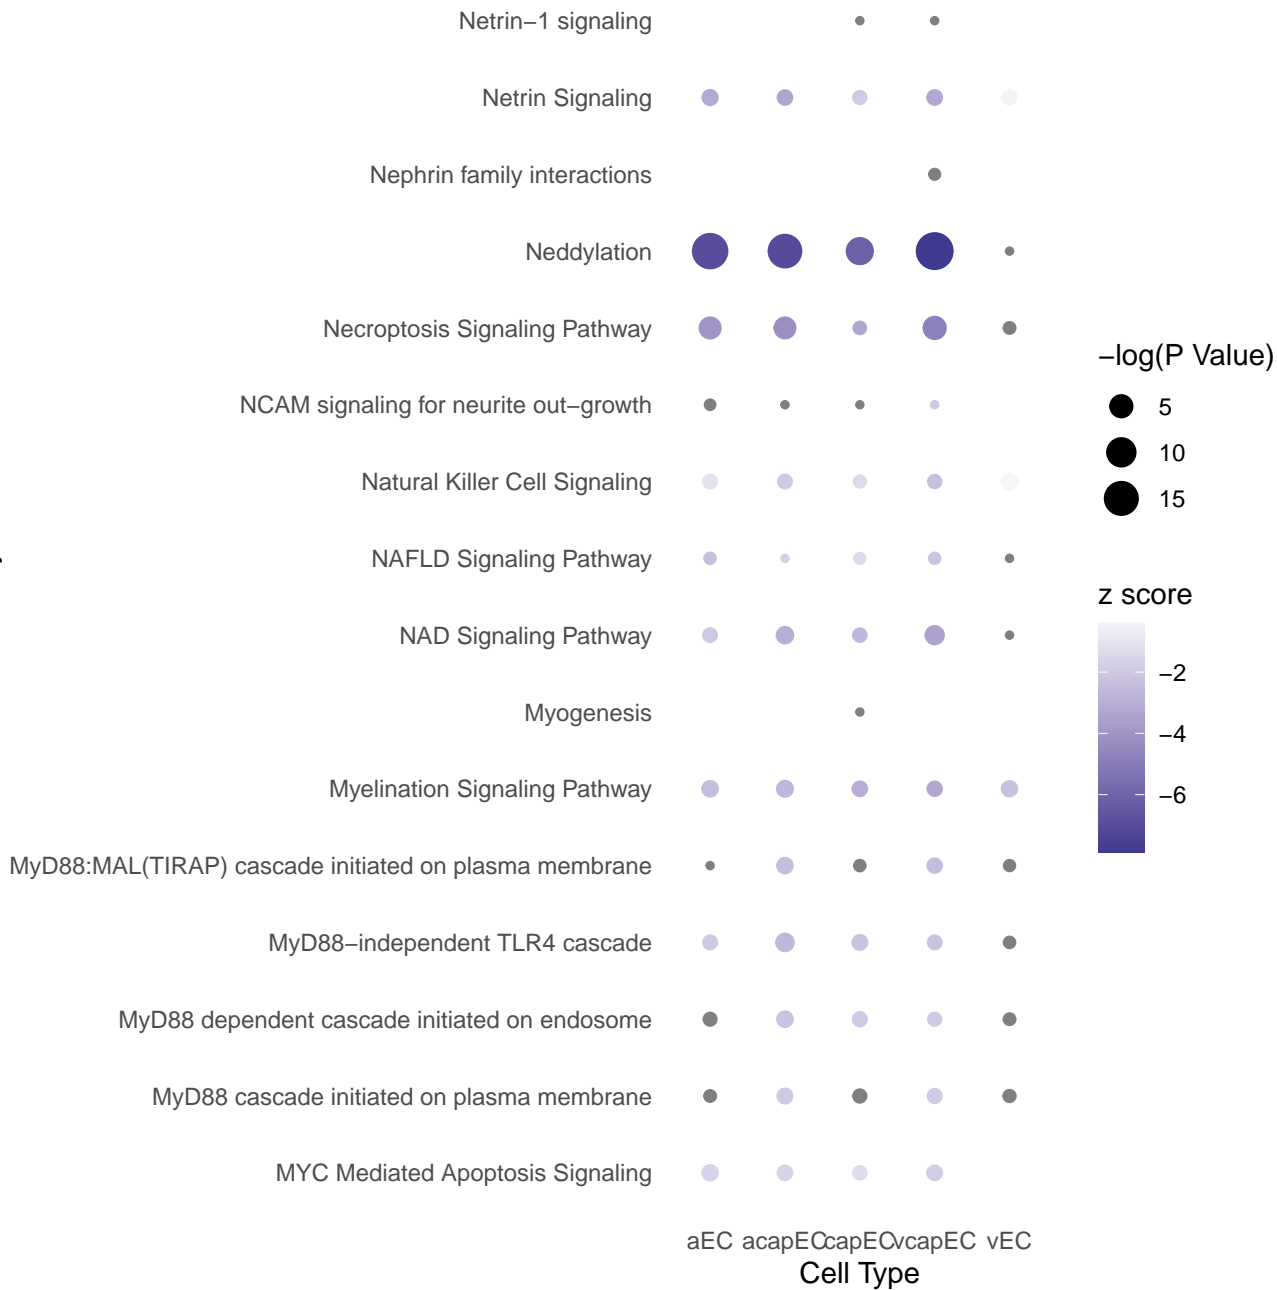 Netrin−1 signaling
Netrin Signaling
Nephrin family interactions
Neddylation
Necroptosis Signaling Pathway
NCAM signaling for neurite out−growth
Natural Killer Cell Signaling
NAFLD Signaling Pathway
NAD Signaling Pathway
Myogenesis
Myelination Signaling Pathway
MyD88:MAL(TIRAP) cascade initiated on plasma membrane
MyD88−independent TLR4 cascade
MyD88 dependent cascade initiated on endosome
MyD88 cascade initiated on plasma membrane
MYC Mediated Apoptosis Signaling
aEC acapEC capEC vcapEC vEC
Cell Type
−log(P Value)
5
10
15
z score
−2
−4
−6